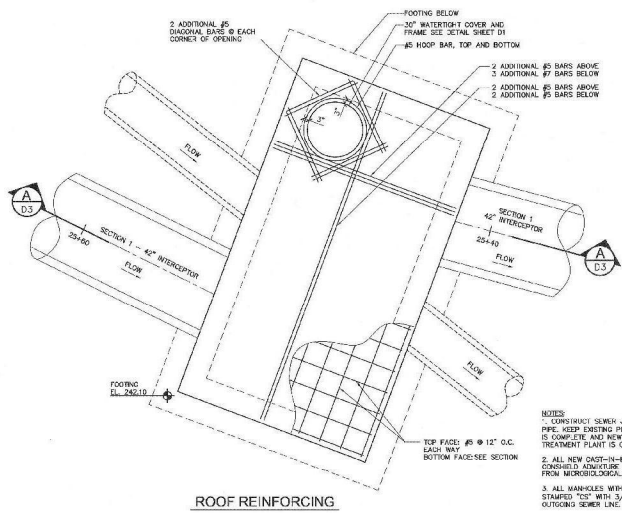 2 ADDITIONAL #5
DIAGONAL BARS @ EACH
CORNER OF OPENING
FOOTING BELOW
30" WATERTIGHT COVER AND
FRAME SEE DETAIL SHEET D1
#5 HOOP BAR, TOP AND BOTTOM
2 ADDITIONAL #5 BARS ABOVE
3 ADDITIONAL #7 BARS BELOW
2 ADDITIONAL #5 BARS ABOVE
2 ADDITIONAL #5 BARS BELOW
3"
FLOW
A
D3
SECTION 1 - 42" INTERCEPTOR
25+60
FLOW
SECTION 1
42" INTERCEPTOR
25+40
FLOW
A
D3
FLOW
FOOTING
EL. 242.10
TOP FACE: #5 @ 12" O.C.
EACH WAY
BOTTOM FACE: SEE SECTION
ROOF REINFORCING
NOTES:
1. CONSTRUCT SEWER
PIPE. KEEP EXISTING
IS COMPLETE AND NEW
TREATMENT PLANT IS
2. ALL NEW CAST-IN-
CONSHIELD ADMIXTURE
FROM MICROBIOLOGICAL
3. ALL MANHOLES WITH
STAMPED "CS" WITH 3/
OUTGOING SEWER LINE.